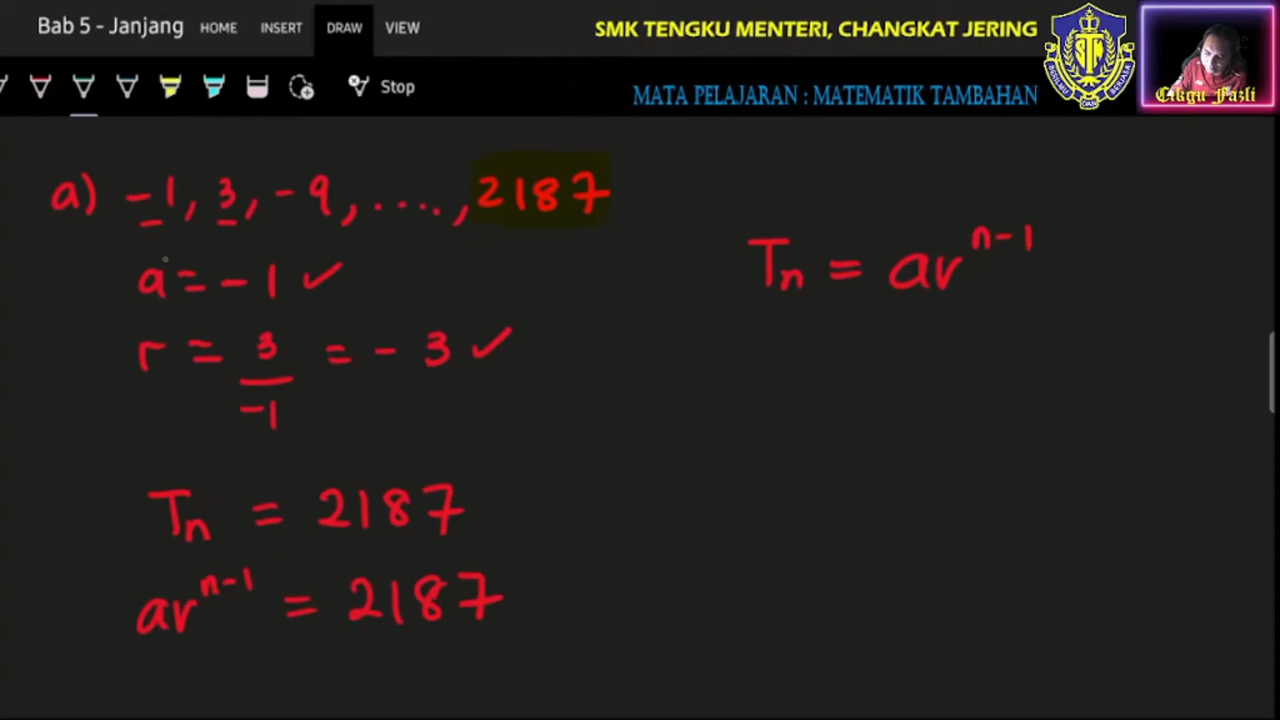 Bab 5 - Janjang HOME INSERT DRAW VIEW
SMK TENGKU MENTERI, CHANGKAT JERING
Stop
MATA PELAJARAN : MATEMATIK TAMBAHAN
Cikgu Fazli
a) -1, 3, -9, ...., 2187
Tn = ar^n-1
a = -1 ✓
r = 3/-1 = -3 ✓
Tn = 2187
ar^n-1 = 2187